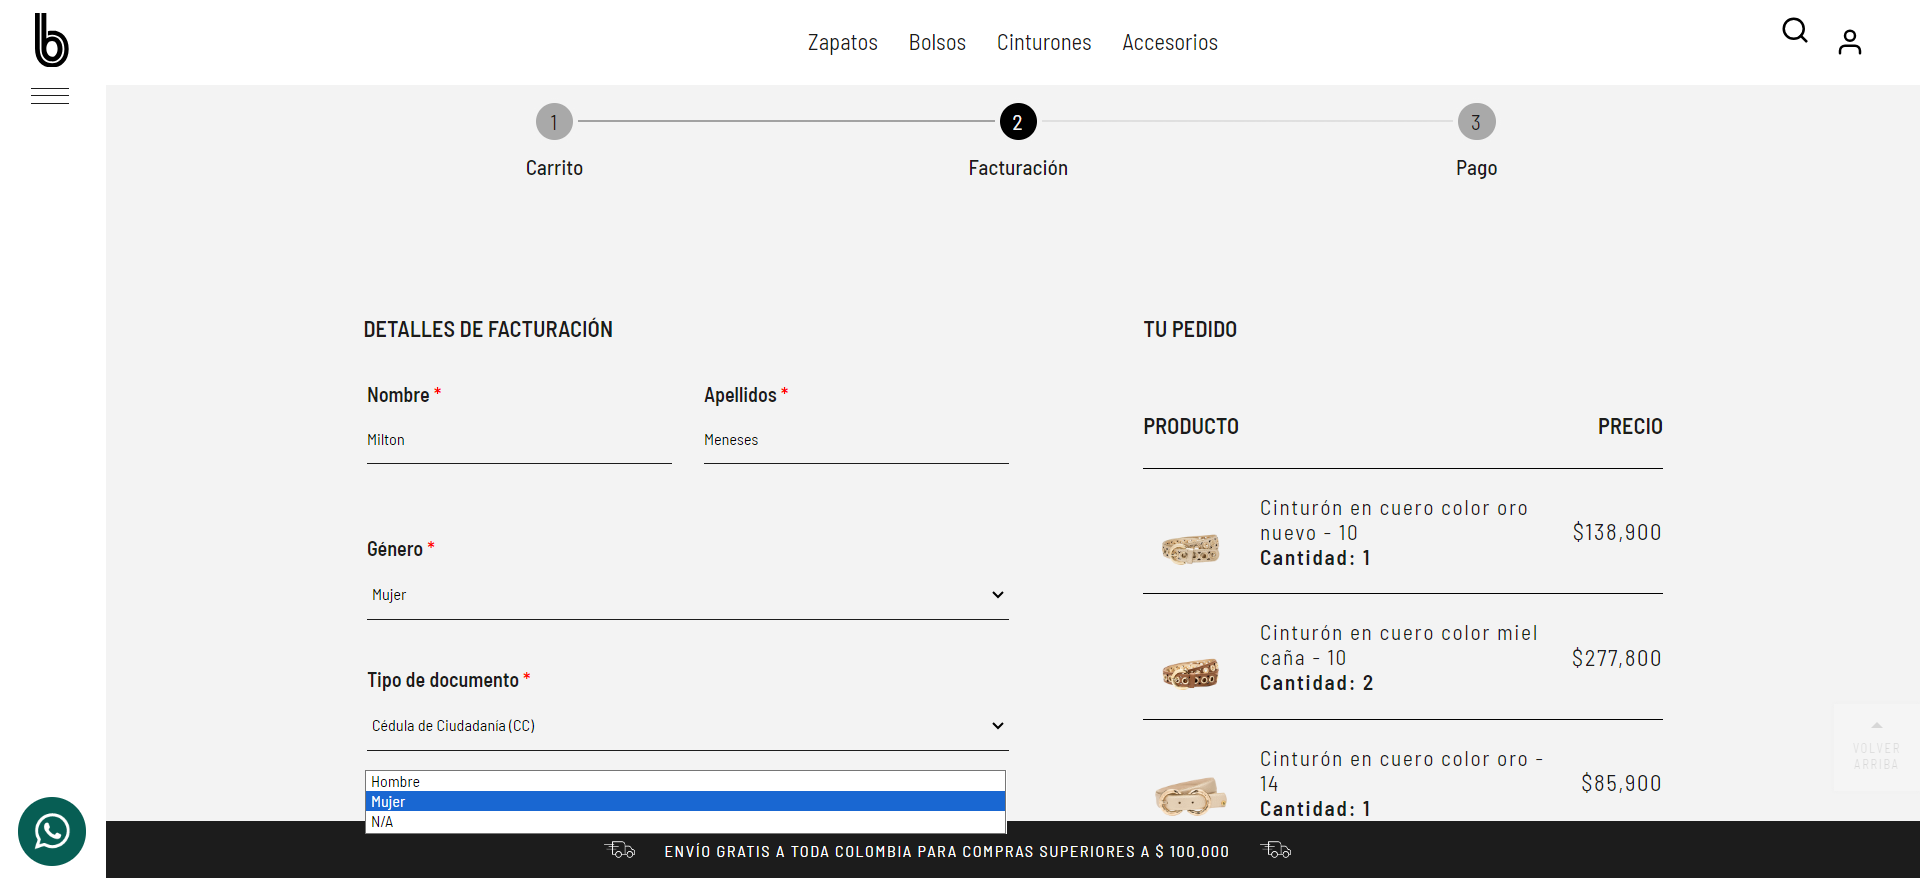 b
Zapatos Bolsos Cinturones Accesorios
1 2 3
Carrito Facturación Pago
DETALLES DE FACTURACIÓN
Nombre * Apellidos *
Milton Meneses
Género *
Mujer
Tipo de documento *
Cédula de Ciudadanía (CC)
Hombre
Mujer
N/A
TU PEDIDO
PRODUCTO PRECIO
Cinturón en cuero color oro
nuevo - 10
Cantidad: 1
$138,900
Cinturón en cuero color miel
caña - 10
Cantidad: 2
$277,800
Cinturón en cuero color oro -
14
Cantidad: 1
$85,900
VOLVER
ARRIBA
ENVÍO GRATIS A TODA COLOMBIA PARA COMPRAS SUPERIORES A $ 100.000